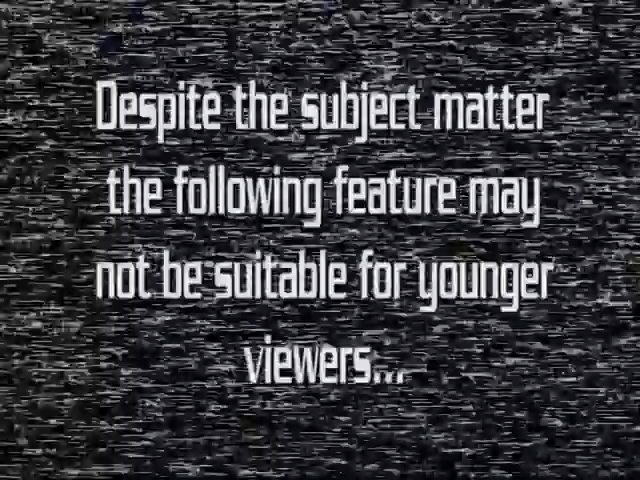 Despite the subject matter
the following feature may
not be suitable for younger
viewers...